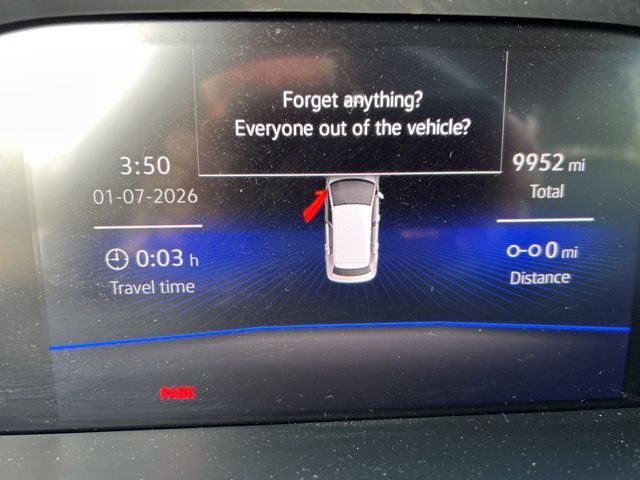 Forget anything?
Everyone out of the vehicle?
3:50
01-07-2026
9952 mi
Total
0:03 h
Travel time
0 mi
Distance
PARK